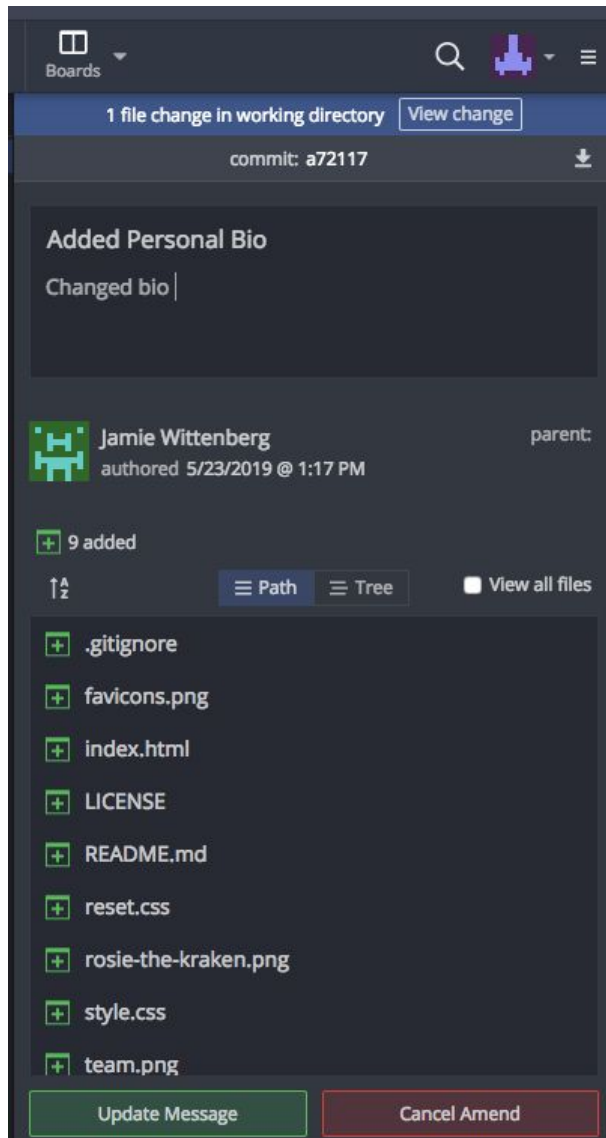 Boards
1 file change in working directory View change
commit: a72117
Added Personal Bio
Changed bio
Jamie Wittenberg parent:
authored 5/23/2019 @ 1:17 PM
9 added
↑AZ Path Tree View all files
.gitignore
favicons.png
index.html
LICENSE
README.md
reset.css
rosie-the-kraken.png
style.css
team.png
Update Message Cancel Amend